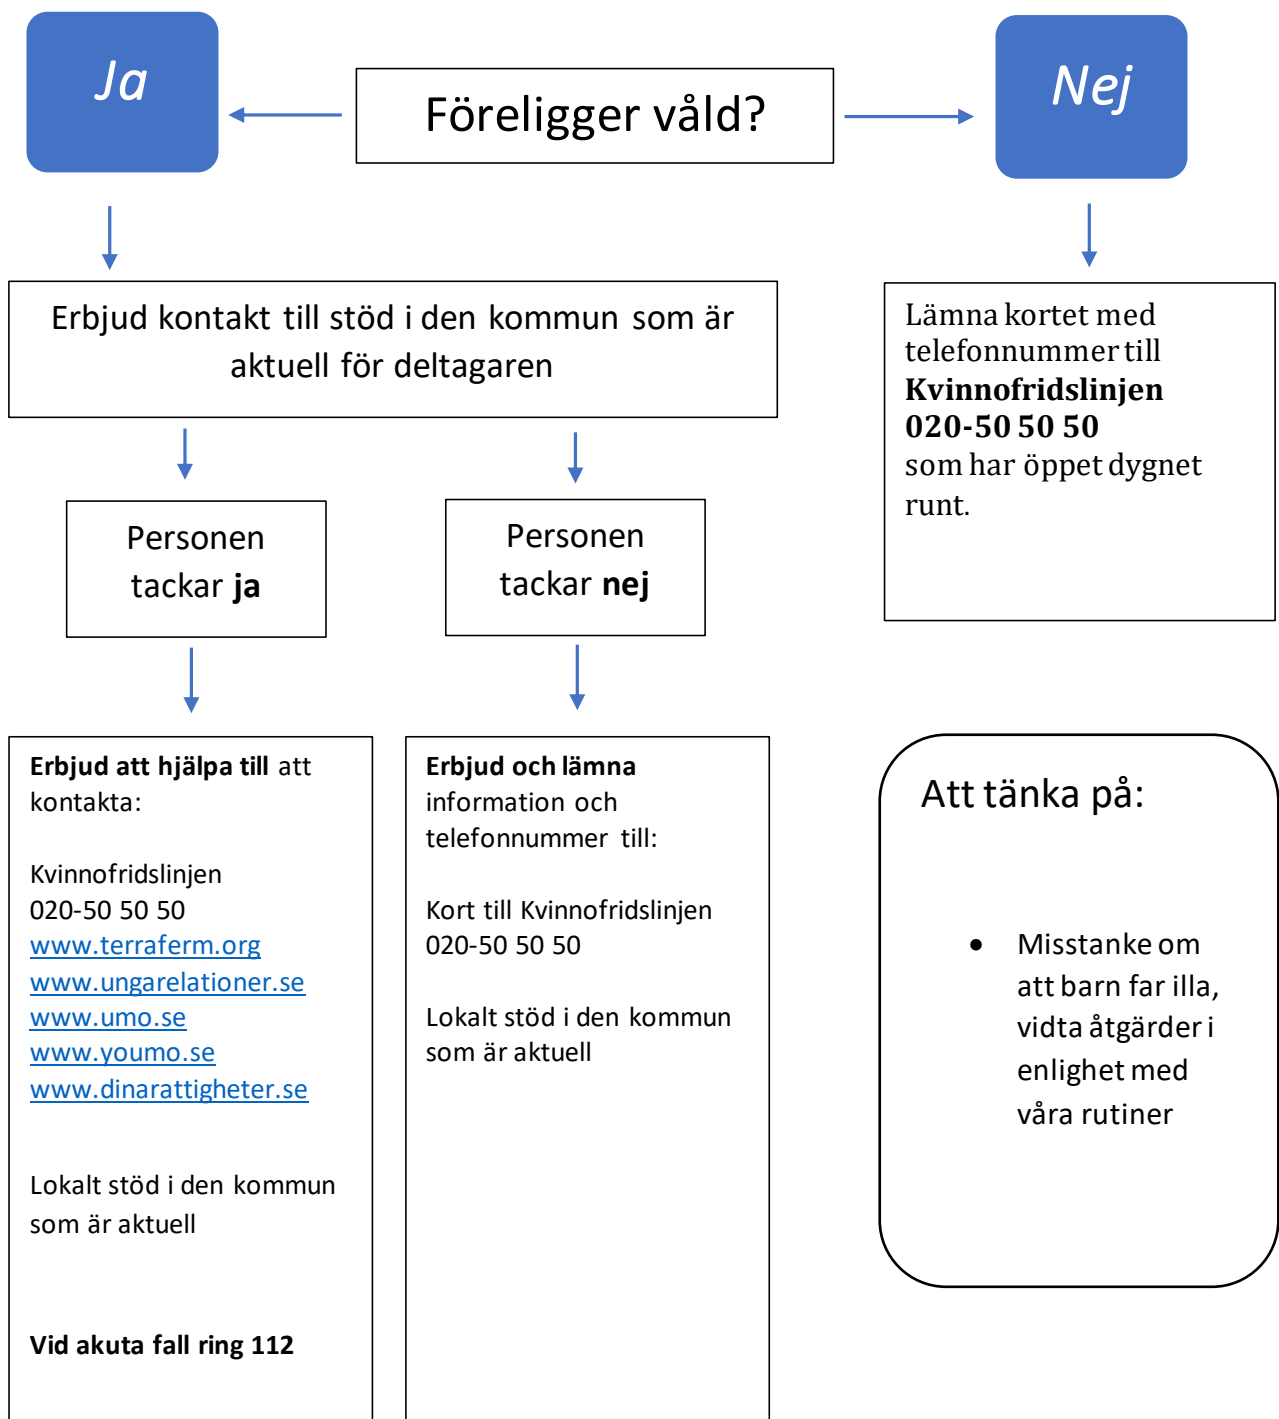 Ja
Föreligger våld?
Nej
Erbjud kontakt till stöd i den kommun som är
aktuell för deltagaren
Lämna kortet med
telefonnummer till
Kvinnofridslinjen
020-50 50 50
som har öppet dygnet
runt.
Personen
tackar ja
Personen
tackar nej
Erbjud att hjälpa till att
kontakta:
Kvinnofridslinjen
020-50 50 50
www.terraferm.org
www.ungarelationer.se
www.umo.se
www.youmo.se
www.dinarattigheter.se
Lokalt stöd i den kommun
som är aktuell
Vid akuta fall ring 112
Erbjud och lämna
information och
telefonnummer till:
Kort till Kvinnofridslinjen
020-50 50 50
Lokalt stöd i den kommun
som är aktuell
Att tänka på:
• Misstanke om
att barn far illa,
vidta åtgärder i
enlighet med
våra rutiner